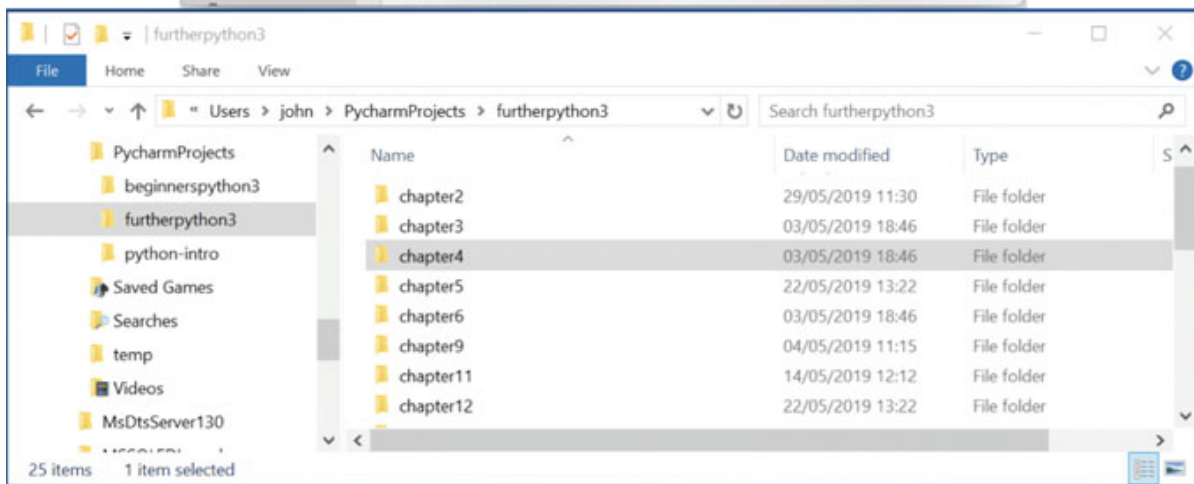 furtherpython3
File Home Share View
« Users > john > PycharmProjects > furtherpython3 Search furtherpython3
PycharmProjects
beginnerspython3
furtherpython3
python-intro
Saved Games
Searches
temp
Videos
MsDtsServer130
Name Date modified Type S
chapter2 29/05/2019 11:30 File folder
chapter3 03/05/2019 18:46 File folder
chapter4 03/05/2019 18:46 File folder
chapter5 22/05/2019 13:22 File folder
chapter6 03/05/2019 18:46 File folder
chapter9 04/05/2019 11:15 File folder
chapter11 14/05/2019 12:12 File folder
chapter12 22/05/2019 13:22 File folder
25 items 1 item selected